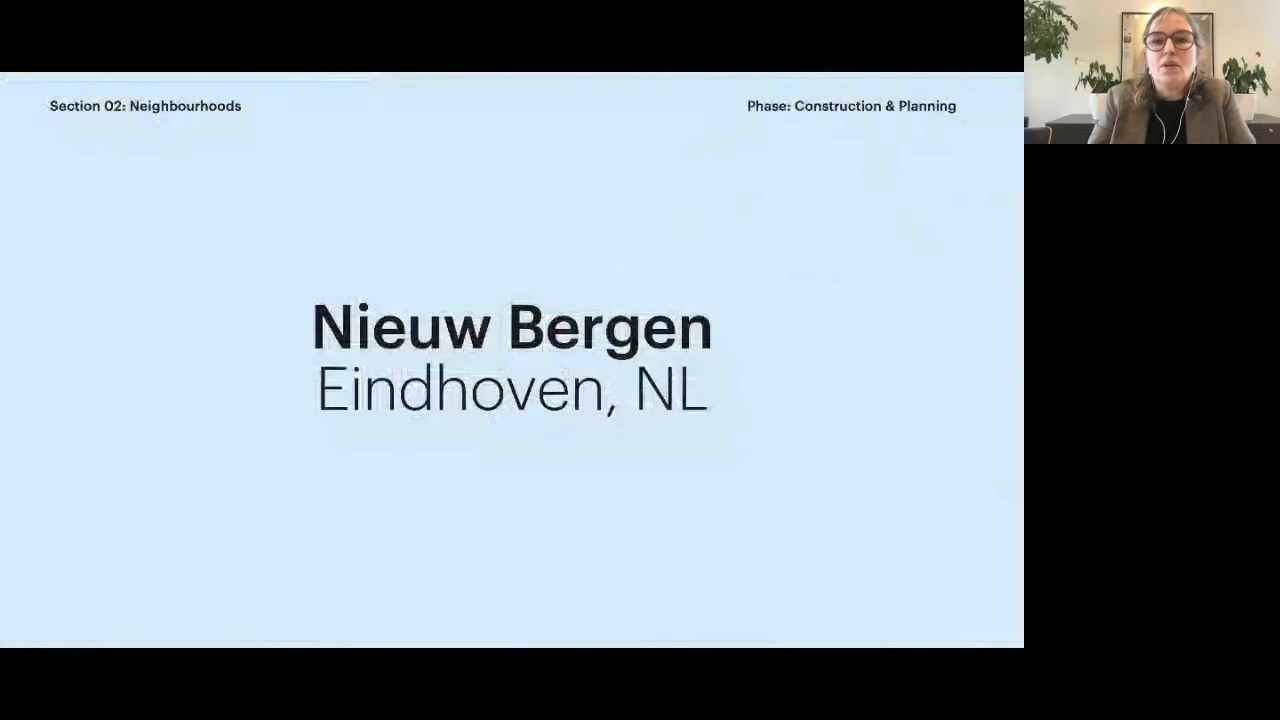 Section 02: Neighbourhoods
Phase: Construction & Planning
Nieuw Bergen
Eindhoven, NL